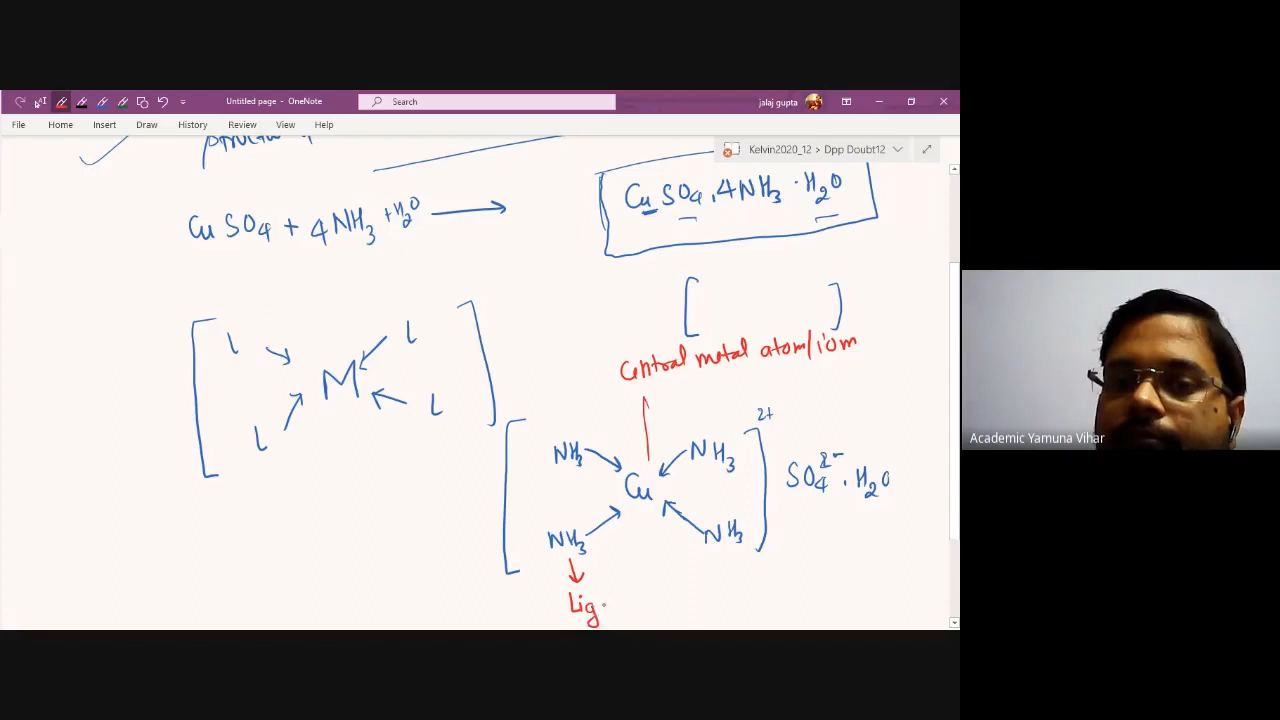 Untitled page - OneNote
Search
jalaj gupta
File Home Insert Draw History Review View Help
Kelvin2020_12 > Dpp Doubt12
CuSO4 + 4NH3 +H2O →
CuSO4.4NH3.H2O
[ ]
L L
M
L L
Central metal atom/ion
[NH3 NH3
Cu
NH3 NH3]2+ SO4 2- . H2O
Lig
Academic Yamuna Vihar